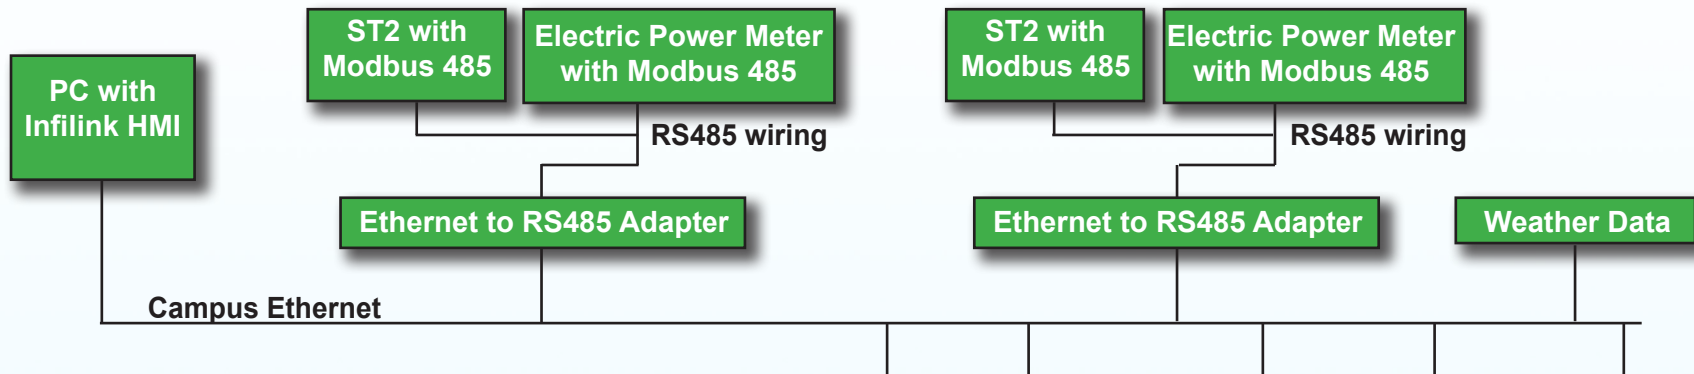 PC with
Infilink HMI
ST2 with
Modbus 485
Electric Power Meter
with Modbus 485
RS485 wiring
Ethernet to RS485 Adapter
ST2 with
Modbus 485
Electric Power Meter
with Modbus 485
RS485 wiring
Ethernet to RS485 Adapter
Weather Data
Campus Ethernet